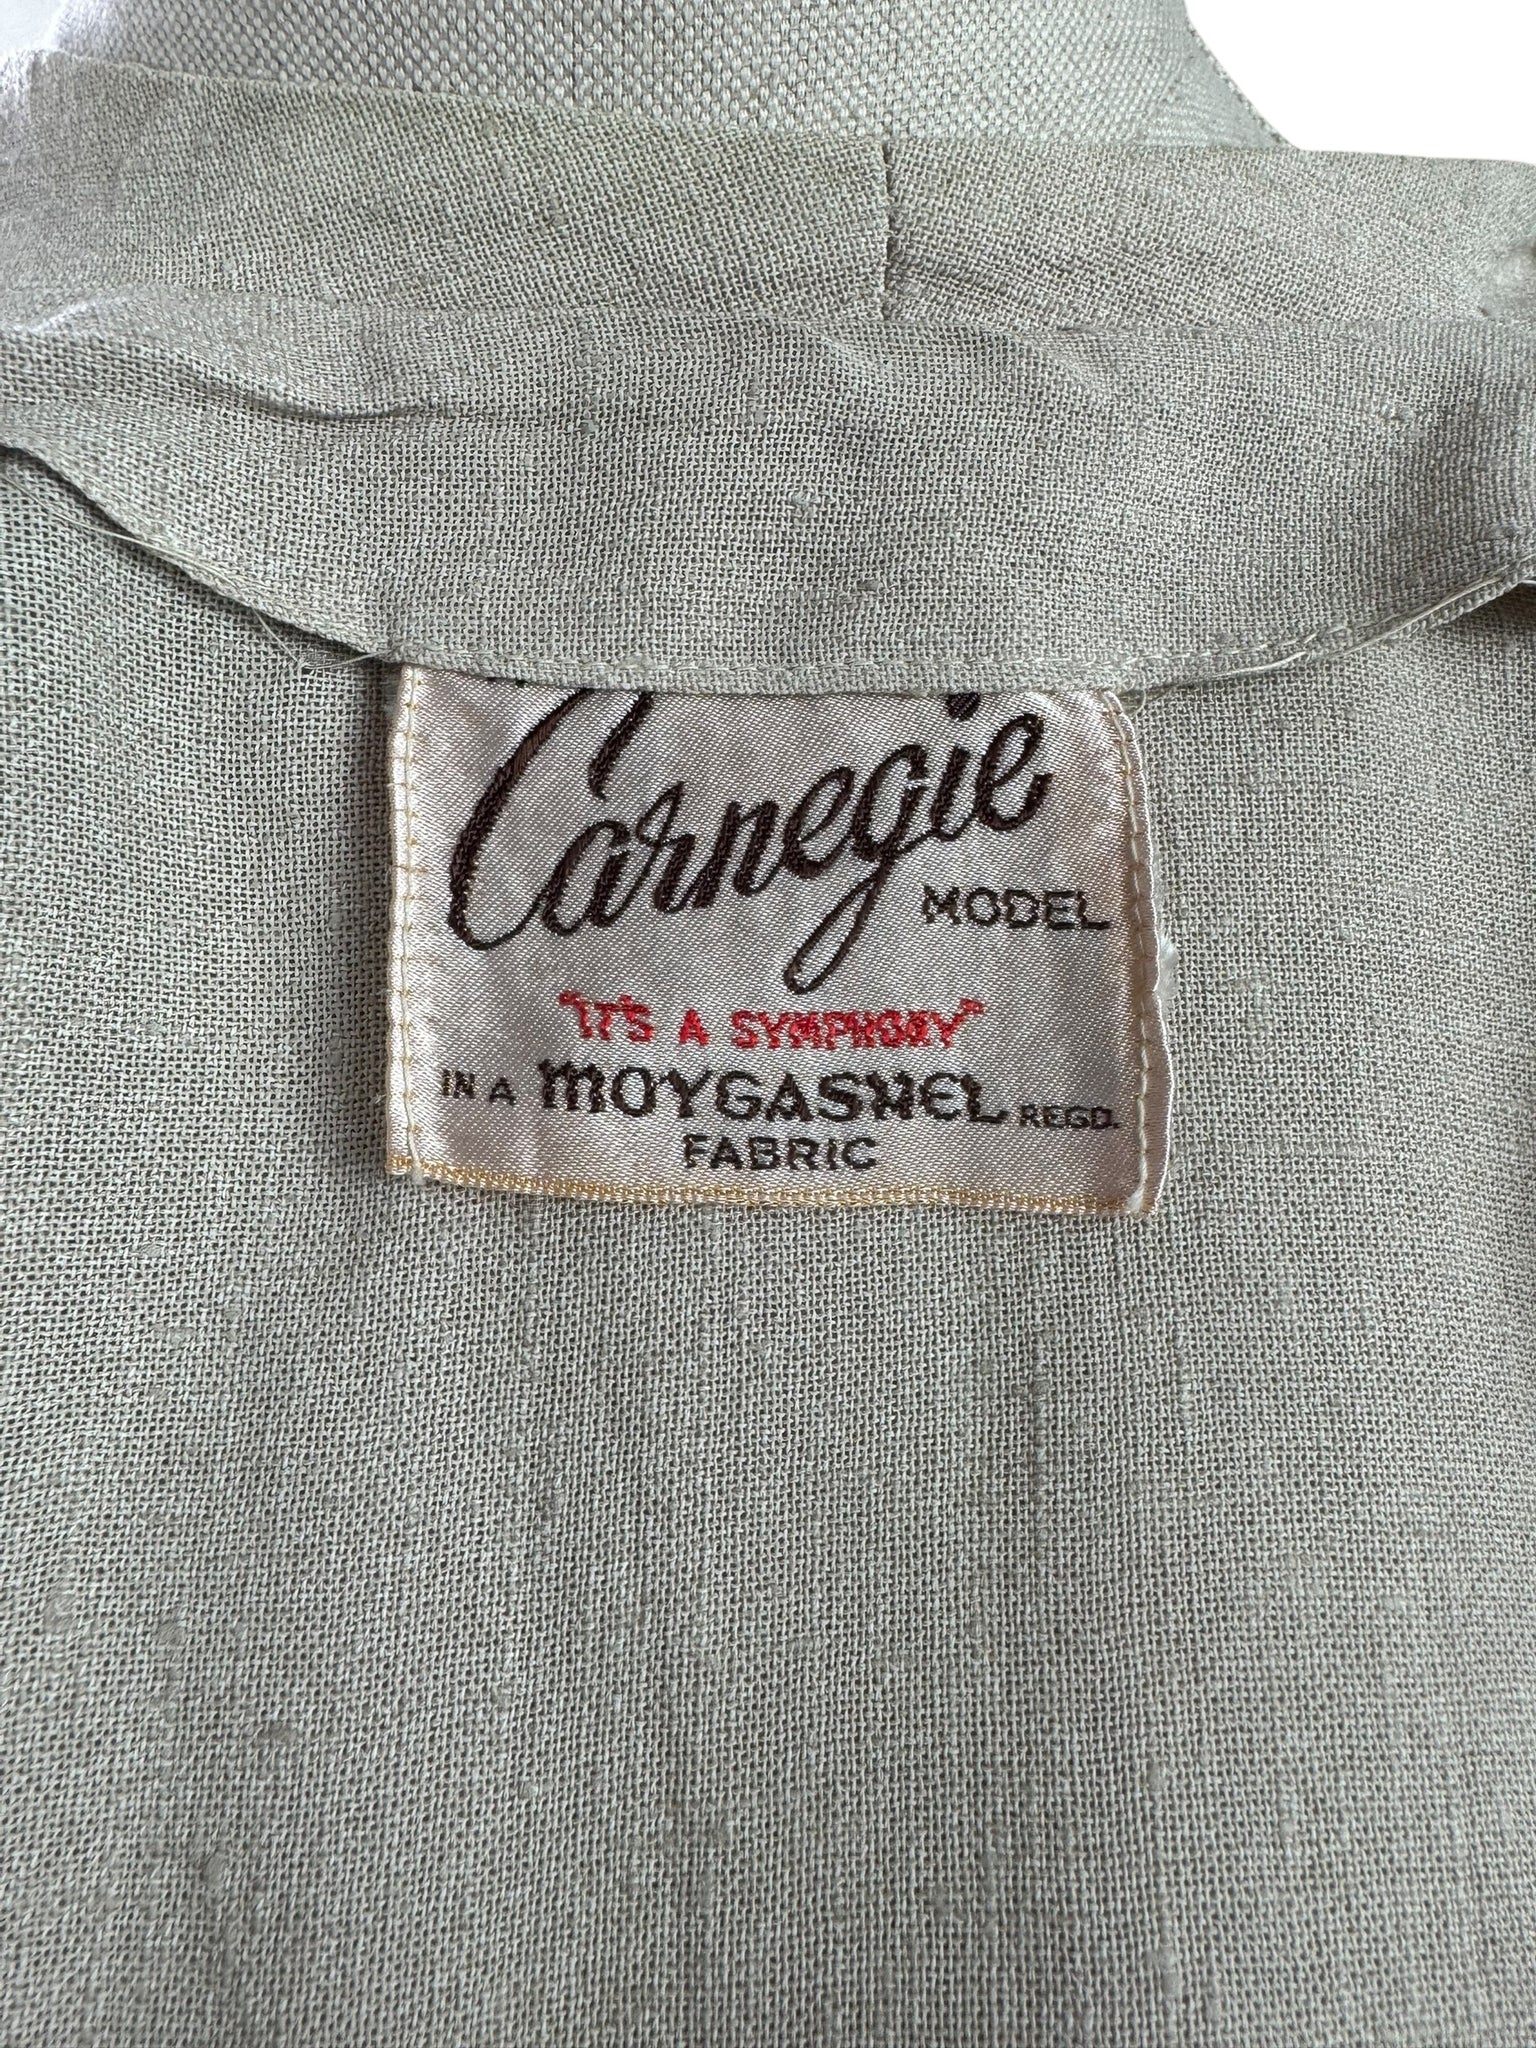 Carnegie
MODEL
"IT'S A SYMPHONY"
IN A MOYGASHEL REGD.
FABRIC